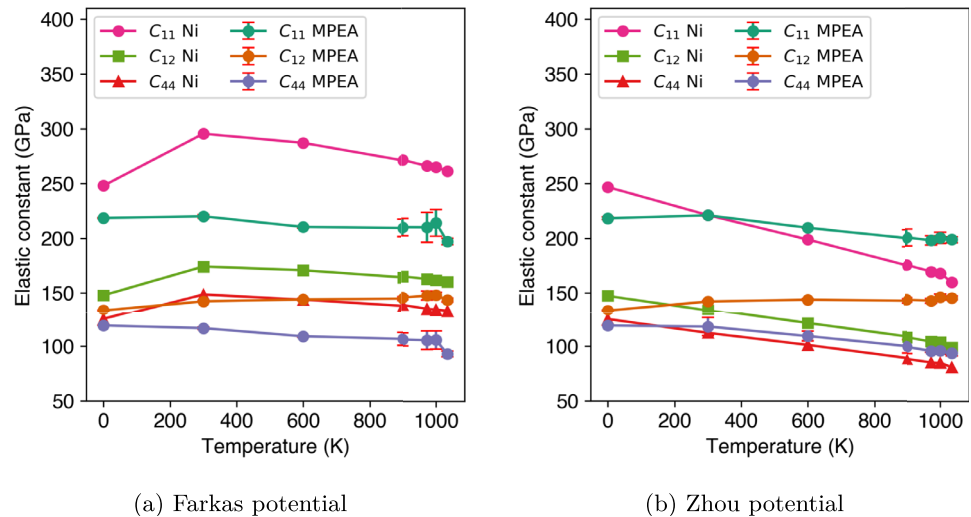 400
350
300
250
200
150
100
50
Elastic constant (GPa)
C₁₁ Ni
C₁₂ Ni
C₄₄ Ni
C₁₁ MPEA
C₁₂ MPEA
C₄₄ MPEA
0 200 400 600 800 1000
Temperature (K)
(a) Farkas potential
400
350
300
250
200
150
100
50
Elastic constant (GPa)
C₁₁ Ni
C₁₂ Ni
C₄₄ Ni
C₁₁ MPEA
C₁₂ MPEA
C₄₄ MPEA
0 200 400 600 800 1000
Temperature (K)
(b) Zhou potential